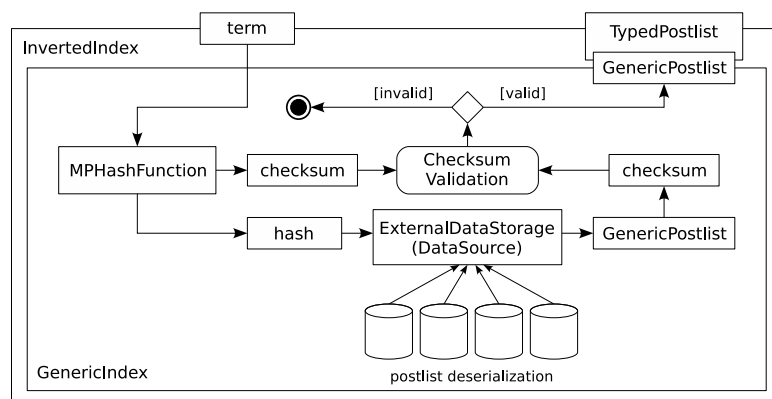 term
TypedPostlist
InvertedIndex
GenericPostlist
[invalid]
[valid]
MPHashFunction
checksum
Checksum
Validation
checksum
hash
ExternalDataStorage
(DataSource)
GenericPostlist
GenericIndex
postlist deserialization